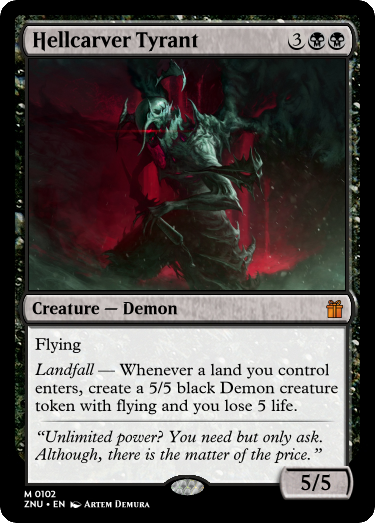 Hellcarver Tyrant 3
Creature — Demon
Flying
Landfall — Whenever a land you control
enters, create a 5/5 black Demon creature
token with flying and you lose 5 life.
“Unlimited power? You need but only ask.
Although, there is the matter of the price.”
5/5
M 0102
ZNU • EN Artem Demura